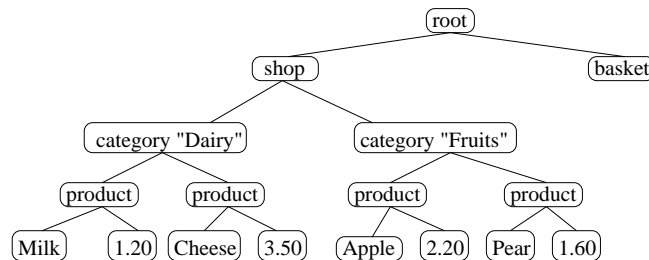 root
shop basket
category "Dairy" category "Fruits"
product product product product
Milk 1.20 Cheese 3.50 Apple 2.20 Pear 1.60